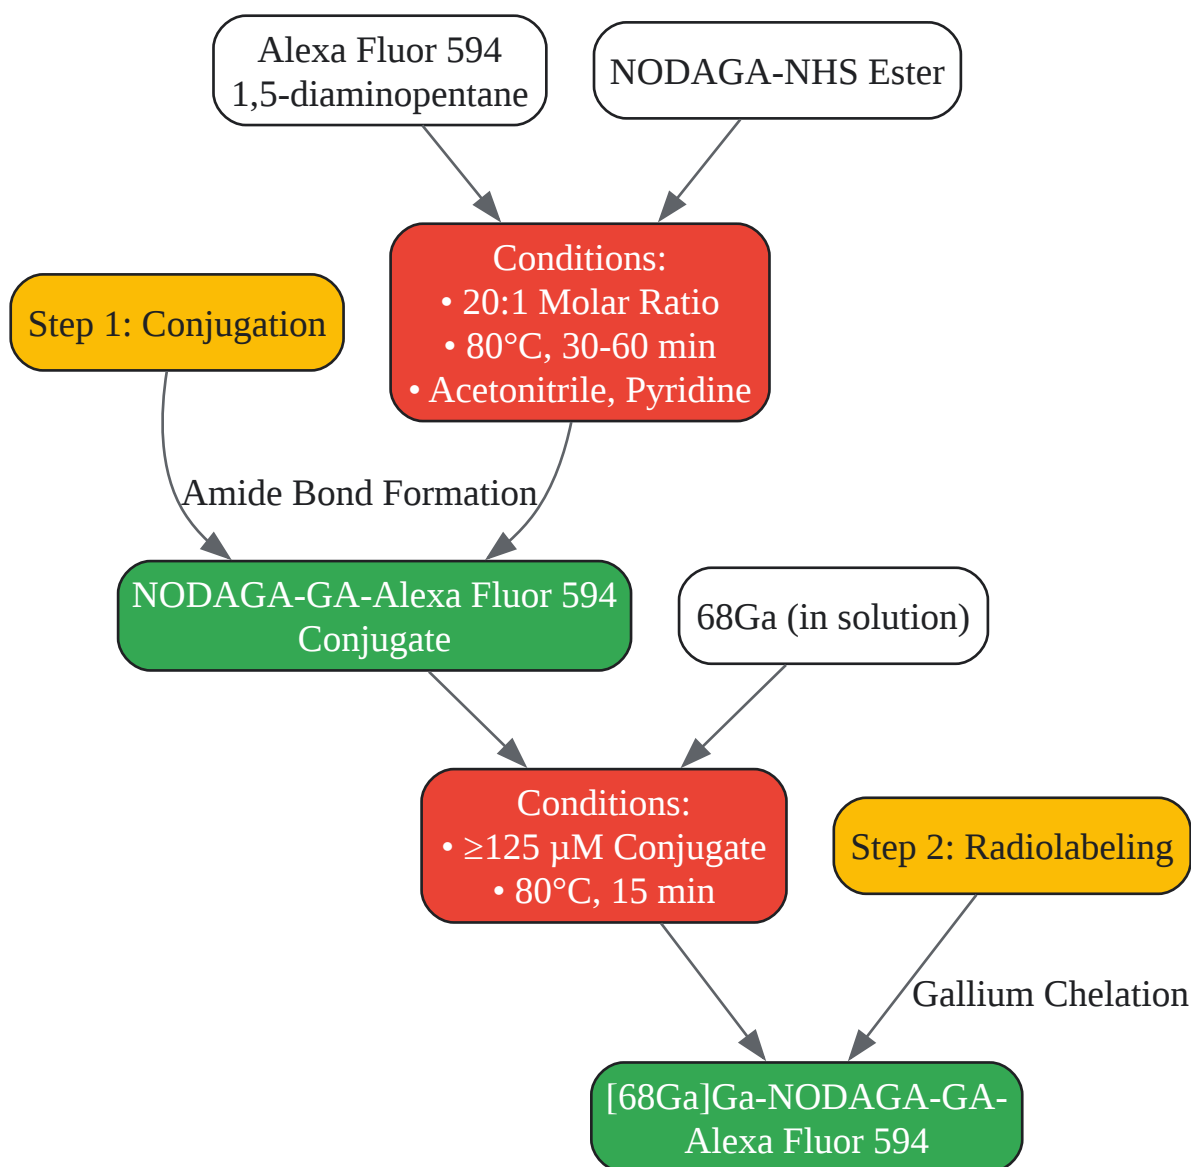 Alexa Fluor 594
1,5-diaminopentane
NODAGA-NHS Ester
Conditions:
• 20:1 Molar Ratio
• 80°C, 30-60 min
• Acetonitrile, Pyridine
Step 1: Conjugation
Amide Bond Formation
NODAGA-GA-Alexa Fluor 594
Conjugate
68Ga (in solution)
Conditions:
• ≥125 µM Conjugate
• 80°C, 15 min
Step 2: Radiolabeling
Gallium Chelation
[68Ga]Ga-NODAGA-GA-
Alexa Fluor 594